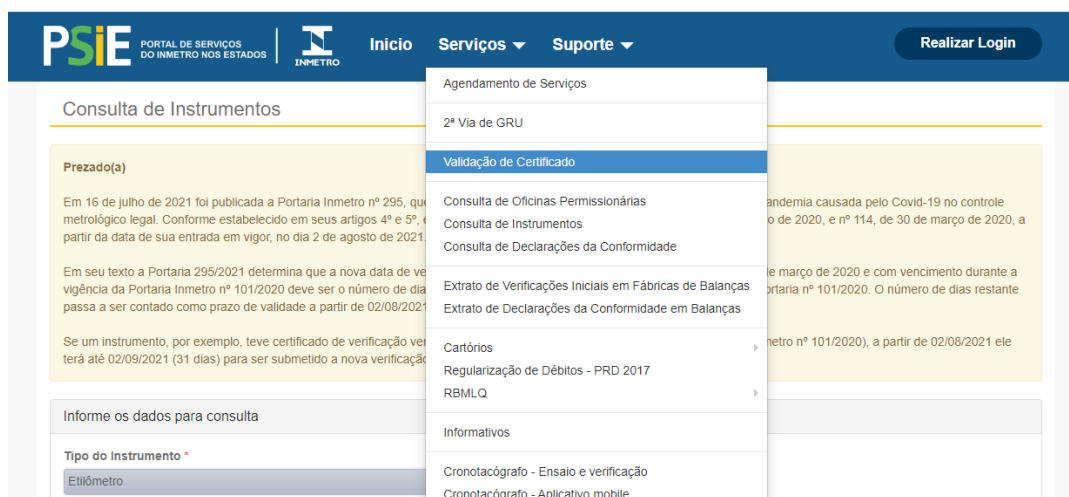 PSiE PORTAL DE SERVIÇOS
DO INMETRO NOS ESTADOS
INMETRO
Inicio Serviços Suporte
Realizar Login
Consulta de Instrumentos
Prezado(a)
Em 16 de julho de 2021 foi publicada a Portaria Inmetro nº 295, que
andemia causada pelo Covid-19 no controle
metrológico legal. Conforme estabelecido em seus artigos 4º e 5º, e
o de 2020, e nº 114, de 30 de março de 2020, a
partir da data de sua entrada em vigor, no dia 2 de agosto de 2021.
Em seu texto a Portaria 295/2021 determina que a nova data de ve
e março de 2020 e com vencimento durante a
vigência da Portaria Inmetro nº 101/2020 deve ser o número de dia
ortaria nº 101/2020. O número de dias restante
passa a ser contado como prazo de validade a partir de 02/08/2021
Se um instrumento, por exemplo, teve certificado de verificação ve
metro nº 101/2020), a partir de 02/08/2021 ele
terá até 02/09/2021 (31 dias) para ser submetido a nova verificação
Informe os dados para consulta
Tipo do Instrumento *
Etilômetro
Agendamento de Serviços
2ª Via de GRU
Validação de Certificado
Consulta de Oficinas Permissionárias
Consulta de Instrumentos
Consulta de Declarações da Conformidade
Extrato de Verificações Iniciais em Fábricas de Balanças
Extrato de Declarações da Conformidade em Balanças
Cartórios
Regularização de Débitos - PRD 2017
RBMLQ
Informativos
Cronotacógrafo - Ensaio e verificação
Cronotacógrafo - Aplicativo mobile